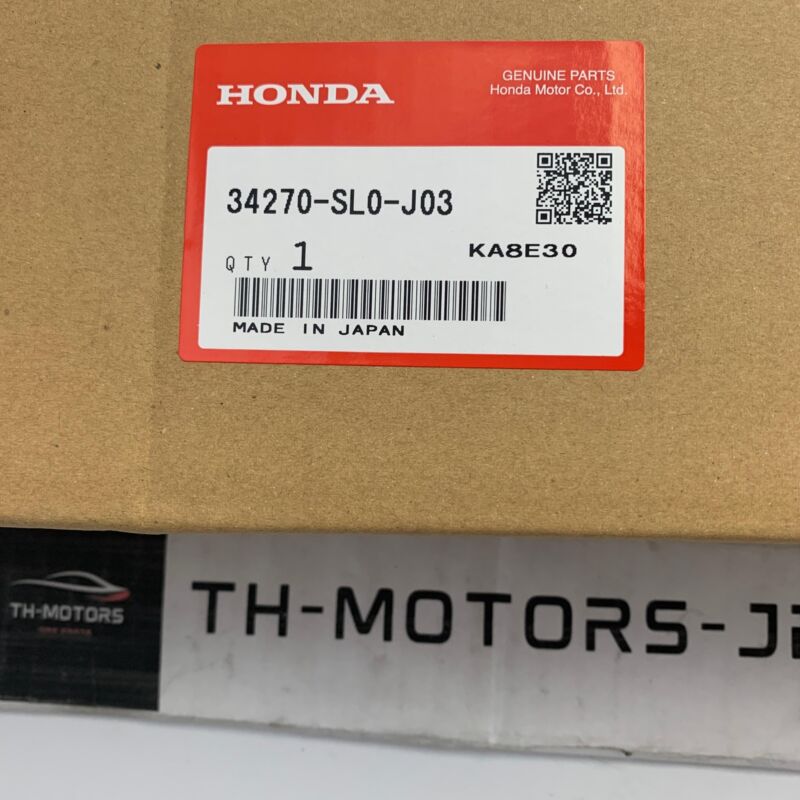 HONDA
GENUINE PARTS
Honda Motor Co., Ltd.
34270-SL0-J03
QTY 1
KA8E30
MADE IN JAPAN
TH-MOTORS
TH-MOTORS-J